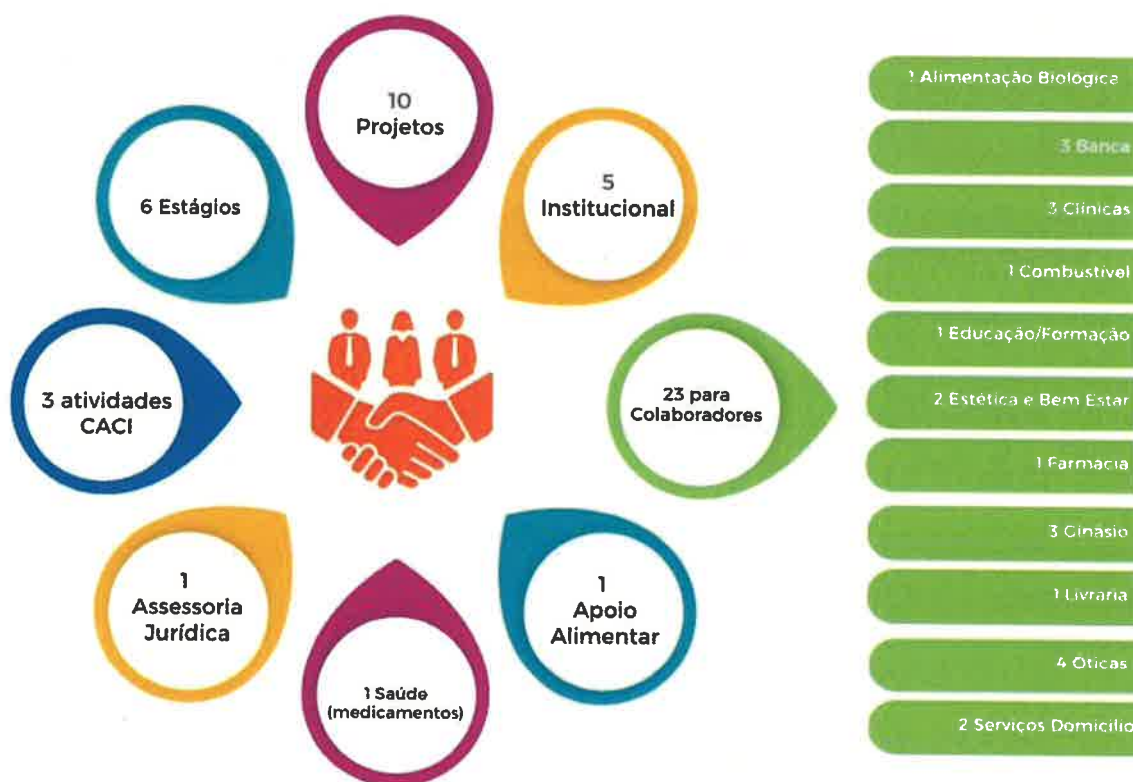 10
Projetos
5
Institucional
6 Estágios
3 atividades
CACI
23 para
Colaboradores
1
Assessoria
Jurídica
1
Apoio
Alimentar
1 Saúde
(medicamentos)
1 Alimentação Biológica
3 Banca
3 Clínicas
1 Combustível
1 Educação/Formação
2 Estética e Bem Estar
1 Farmácia
3 Ginásio
1 Livraria
4 Óticas
2 Serviços Domicílio